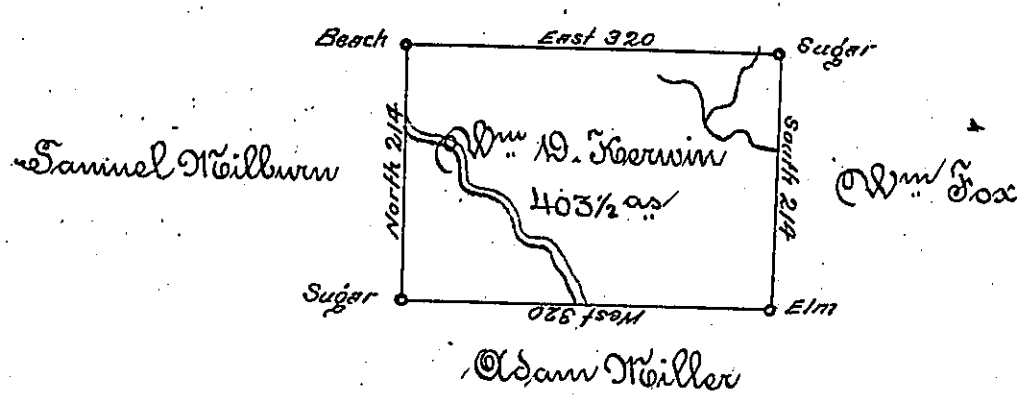 Beach East 320 Sugar
Samuel Milburn North 214 Wm D. Kerwin South 214 Wm Fox
403½ as
Sugar West 320 Elm
Adam Miller